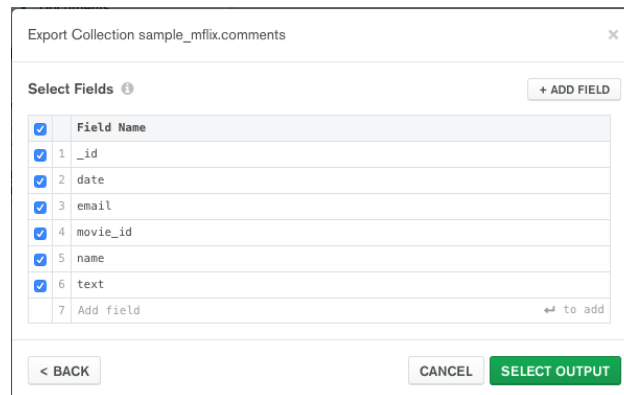 Export Collection sample_mflix.comments ×
Select Fields
+ ADD FIELD
Field Name
1 _id
2 date
3 email
4 movie_id
5 name
6 text
7 Add field ↵ to add
< BACK CANCEL SELECT OUTPUT